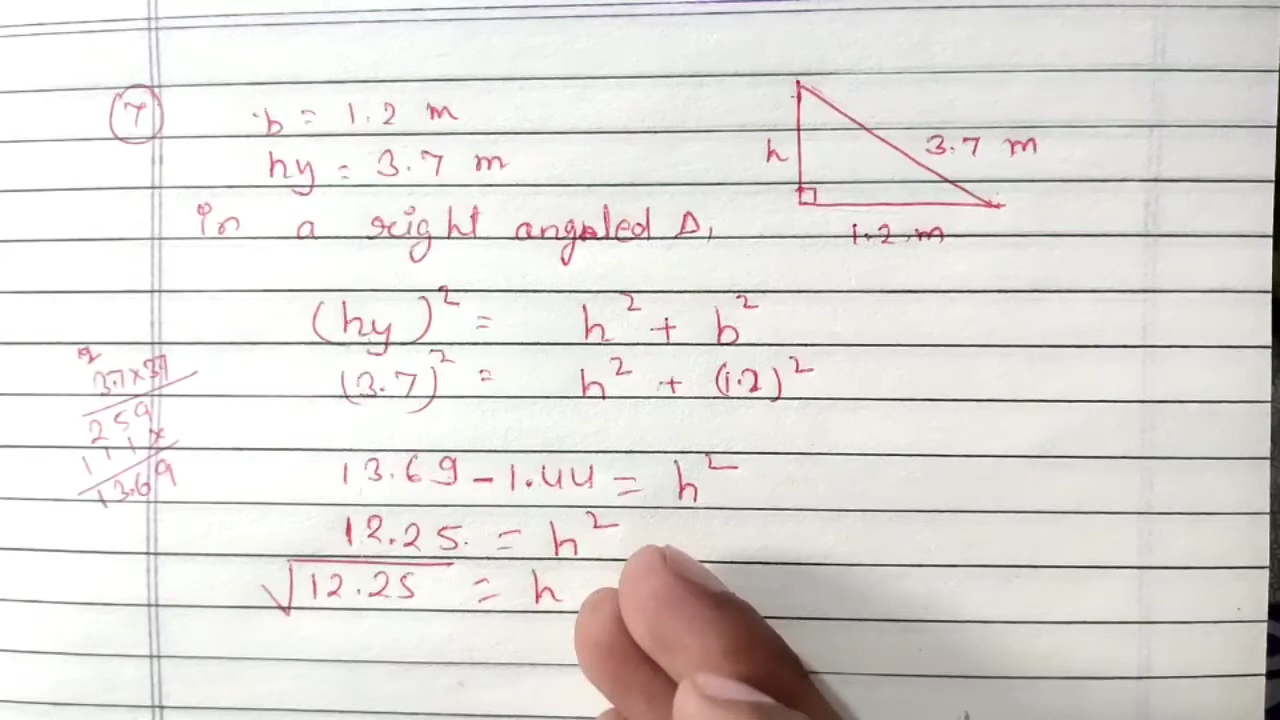 7
b = 1.2 m
hy = 3.7 m
in a right angled Δ,
h
3.7 m
1.2 m
(hy)² = h² + b²
(3.7)² = h² + (1.2)²
2
3.7×37
259
111×
13.69
13.69 - 1.44 = h²
12.25 = h²
√12.25 = h